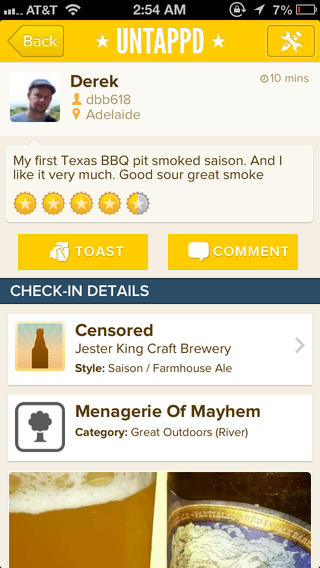 AT&T 2:54 AM 7%
Back UNTAPPD
Derek 10 mins
dbb618
Adelaide
My first Texas BBQ pit smoked saison. And I
like it very much. Good sour great smoke
TOAST COMMENT
CHECK-IN DETAILS
Censored
Jester King Craft Brewery
Style: Saison / Farmhouse Ale
Menagerie Of Mayhem
Category: Great Outdoors (River)